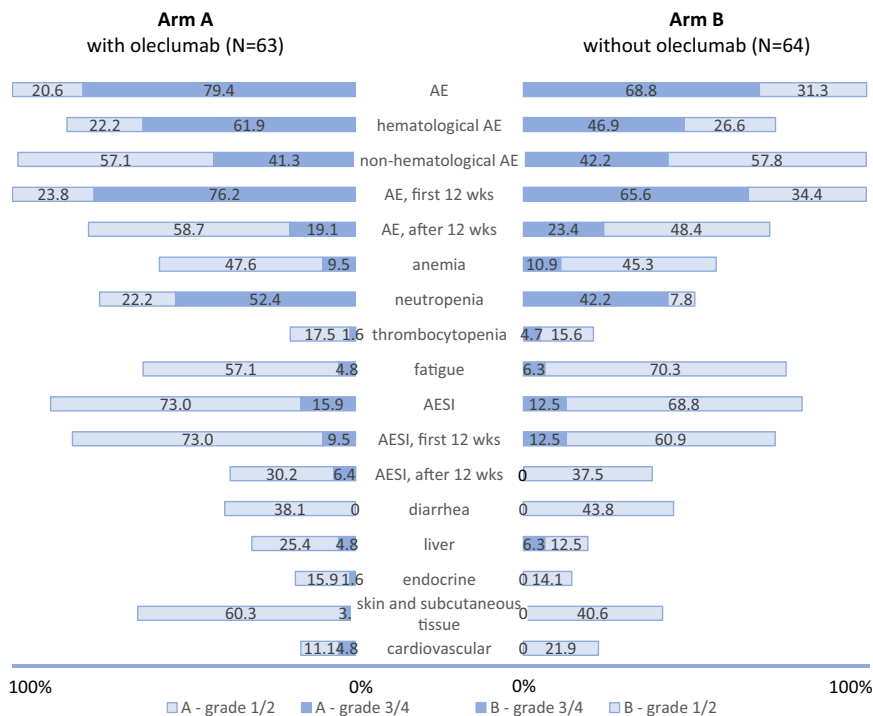 Arm A
with oleclumab (N=63)
Arm B
without oleclumab (N=64)
20.6 79.4 AE 68.8 31.3
22.2 61.9 hematological AE 46.9 26.6
57.1 41.3 non-hematological AE 42.2 57.8
23.8 76.2 AE, first 12 wks 65.6 34.4
58.7 19.1 AE, after 12 wks 23.4 48.4
47.6 9.5 anemia 10.9 45.3
22.2 52.4 neutropenia 42.2 7.8
17.5 1.6 thrombocytopenia 4.7 15.6
57.1 4.8 fatigue 6.3 70.3
73.0 15.9 AESI 12.5 68.8
73.0 9.5 AESI, first 12 wks 12.5 60.9
30.2 6.4 AESI, after 12 wks 0 37.5
38.1 0 diarrhea 0 43.8
25.4 4.8 liver 6.3 12.5
15.9 1.6 endocrine 0 14.1
60.3 3. skin and subcutaneous 0 40.6
tissue
11.1 4.8 cardiovascular 0 21.9
100% 0% 0% 100%
A - grade 1/2 A - grade 3/4 B - grade 3/4 B - grade 1/2